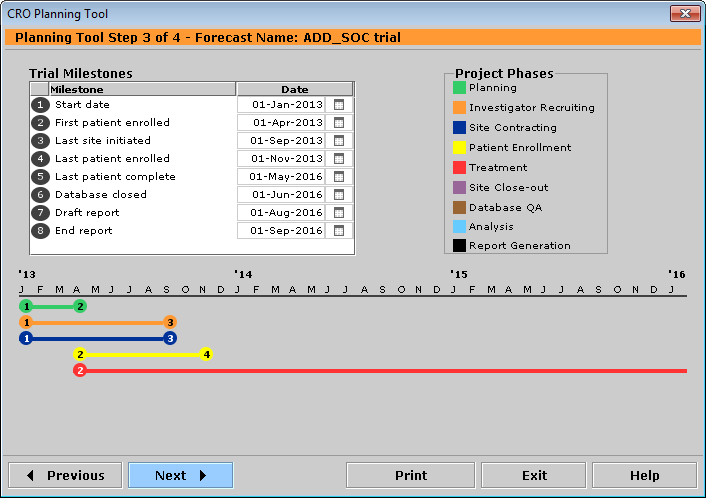 CRO Planning Tool
Planning Tool Step 3 of 4 - Forecast Name: ADD_SOC trial
Trial Milestones
Milestone Date
1 Start date 01-Jan-2013
2 First patient enrolled 01-Apr-2013
3 Last site initiated 01-Sep-2013
4 Last patient enrolled 01-Nov-2013
5 Last patient complete 01-May-2016
6 Database closed 01-Jun-2016
7 Draft report 01-Aug-2016
8 End report 01-Sep-2016
Project Phases
Planning
Investigator Recruiting
Site Contracting
Patient Enrollment
Treatment
Site Close-out
Database QA
Analysis
Report Generation
'13 '14 '15 '16
J F M A M J J A S O N D J F M A M J J A S O N D J F M A M J J A S O N D J
1 2
1 3
1 3
2 4
2
Previous Next Print Exit Help